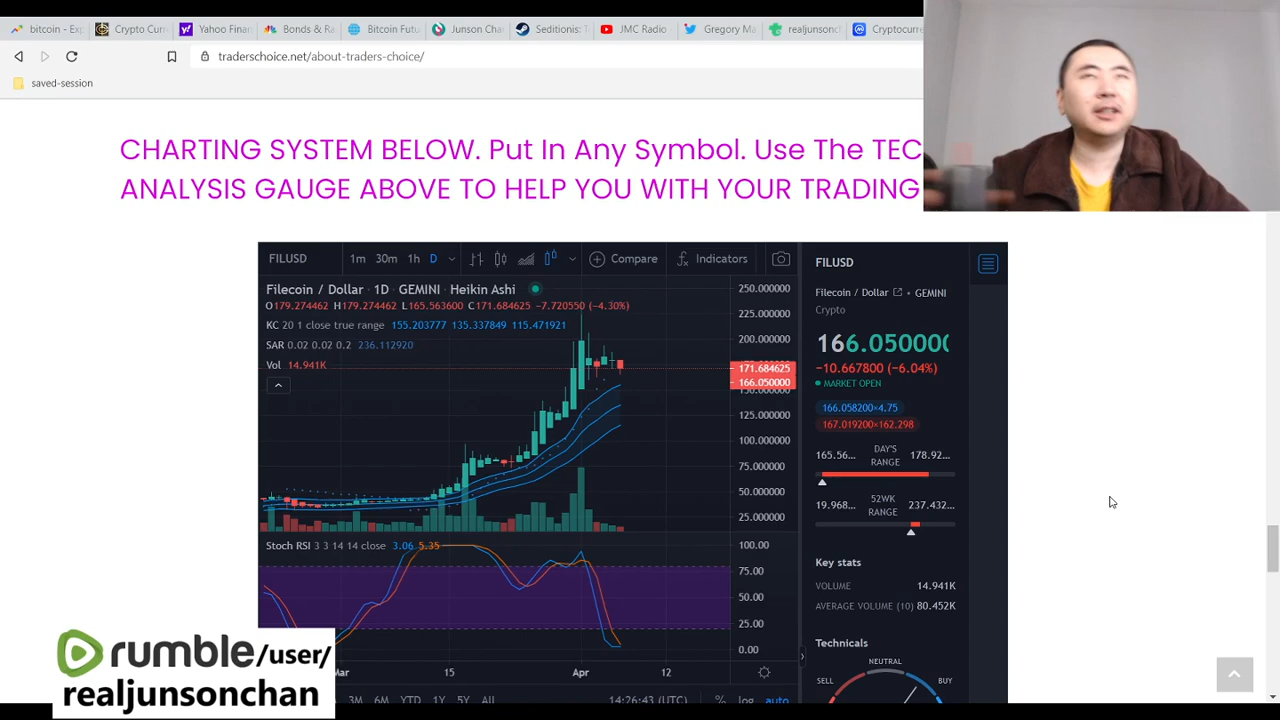 bitcoin - Exp
Crypto Curr
Yahoo Finan
Bonds & R
Bitcoin Futu
Junson Chan
Seditionis: T
JMC Radio
Gregory Ma
realjunson
Cryptocurre
traderschoice.net/about-traders-choice/
saved-session
CHARTING SYSTEM BELOW. Put In Any Symbol. Use The TEC
ANALYSIS GAUGE ABOVE TO HELP YOU WITH YOUR TRADING
FILUSD 1m 30m 1h D Compare Indicators
Filecoin / Dollar · 1D · GEMINI · Heikin Ashi
O179.274462 H179.274462 L165.563600 C171.684625 −7.720550 (−4.30%)
KC 20 1 close true range 155.203777 135.337849 115.471921
SAR 0.02 0.02 0.2 236.112920
Vol 14.941K
250.000000
225.000000
200.000000
171.684625
166.050000
150.000000
125.000000
100.000000
75.000000
50.000000
25.000000
Stoch RSI 3 3 14 14 close 3.06 5.35
100.00
75.00
50.00
25.00
0.00
Mar 15 Apr 12
3M 6M YTD 1Y 5Y All 14:26:43 (UTC) % log auto
FILUSD
Filecoin / Dollar • GEMINI
Crypto
166.050000
−10.667800 (−6.04%)
MARKET OPEN
166.058200×4.75
167.019200×162.298
165.56... DAY'S RANGE 178.92...
19.968... 52WK RANGE 237.432...
Key stats
VOLUME 14.941K
AVERAGE VOLUME (10) 80.452K
Technicals
NEUTRAL
SELL BUY
rumble/user/
realjunsonchan